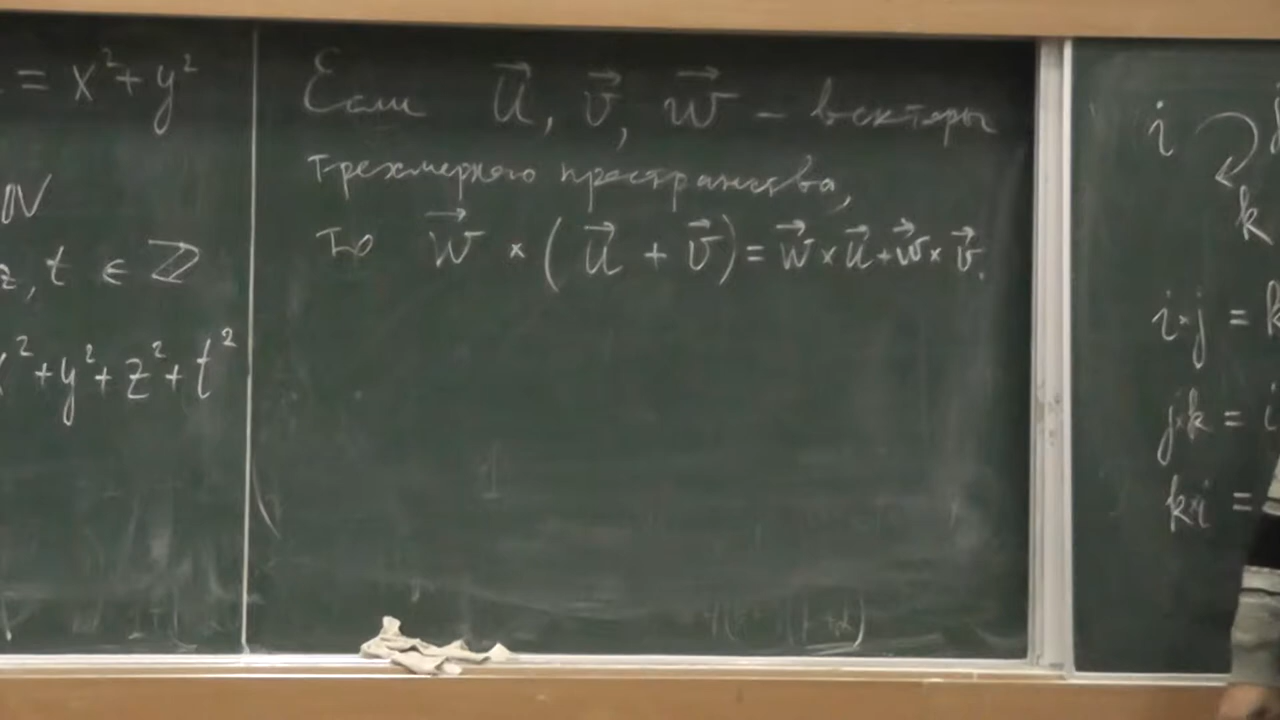 = x² + y²
N
z, t ∈ ℤ
x² + y² + z² + t²
Если u⃗, v⃗, w⃗ – векторы
трехмерного пространства,
то w⃗ × (u⃗ + v⃗) = w⃗ × u⃗ + w⃗ × v⃗.
i
k
i·j = k
j·k = i
k·i =